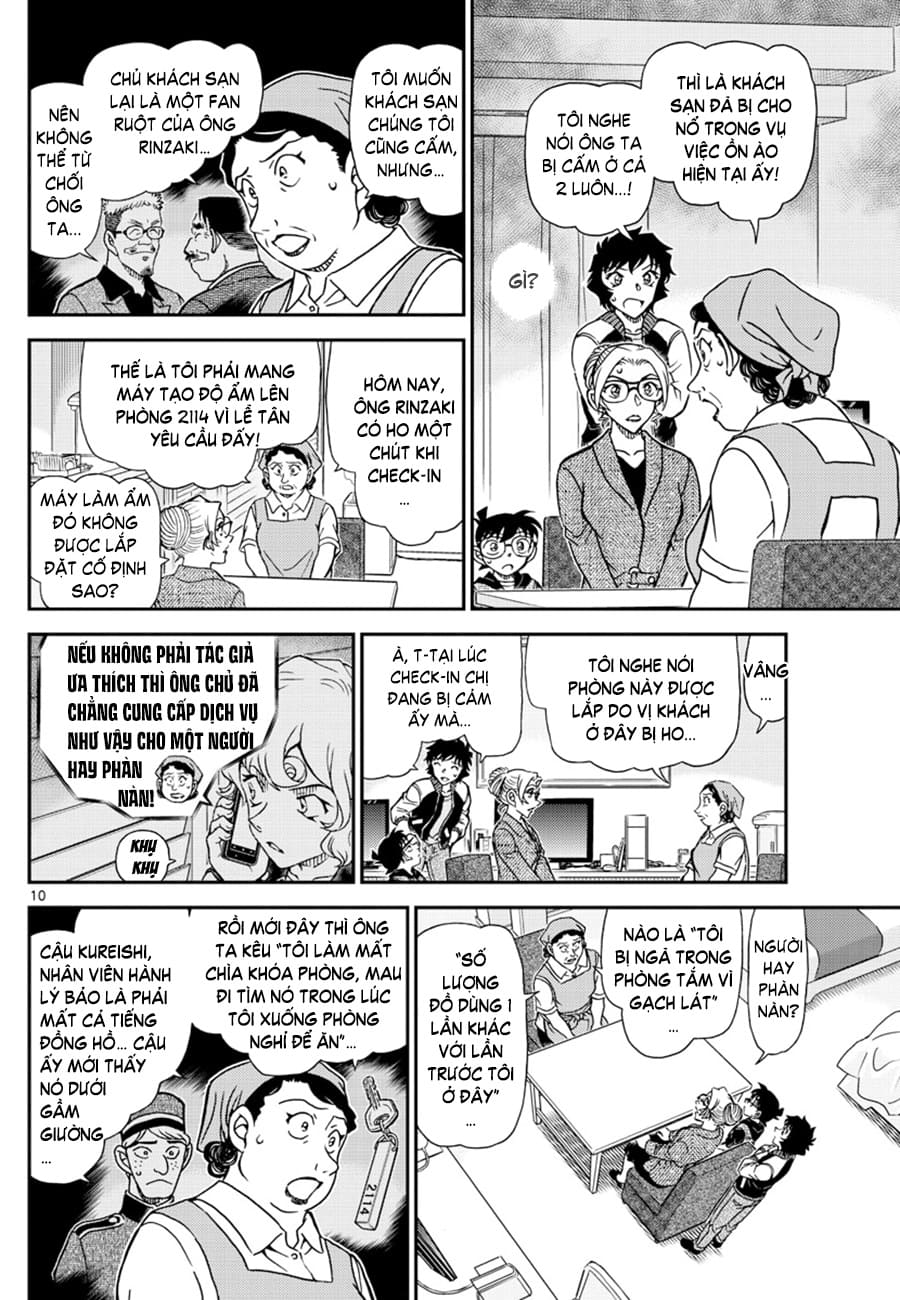 THÌ LÀ KHÁCH
SẠN ĐÃ BỊ CHO
NỔ TRONG VỤ
VIỆC ỒN ÀO
HIỆN TẠI ẤY!
TÔI NGHE
NÓI ÔNG TA
BỊ CẤM Ở CẢ
2 LUÔN...!
GÌ?
TÔI MUỐN
KHÁCH SẠN
CHÚNG TÔI
CŨNG CẤM,
NHƯNG...
CHỦ KHÁCH SẠN
LẠI LÀ MỘT FAN
RUỘT CỦA ÔNG
RINZAKI...
NÊN
KHÔNG
THỂ TỪ
CHỐI
ÔNG
TA...
HÔM NAY,
ÔNG RINZAKI
CÓ HO MỘT
CHÚT KHI
CHECK-IN
...
THẾ LÀ TÔI PHẢI MANG
MÁY TẠO ĐỘ ẨM LÊN
PHÒNG 2114 VÌ LỄ TÂN
YÊU CẦU ĐẤY!
MÁY LÀM ẨM
ĐÓ KHÔNG
ĐƯỢC LẮP
ĐẶT CỐ ĐỊNH
SAO?
VÂNG
...
TÔI NGHE NÓI
PHÒNG NÀY ĐƯỢC
LẮP DO VỊ KHÁCH
Ở ĐÂY BỊ HO...
À, T-TẠI LÚC
CHECK-IN CHỊ
ĐANG BỊ CẢM
ẤY MÀ...
NẾU KHÔNG PHẢI TÁC GIẢ
ƯA THÍCH THÌ ÔNG CHỦ ĐÃ
CHẲNG CUNG CẤP DỊCH VỤ
NHƯ VẬY CHO MỘT NGƯỜI
HAY PHÀN
NÀN!
KHỤ
KHỤ
10
NGƯỜI
HAY
PHÀN
NÀN?
NÀO LÀ “TÔI
BỊ NGÃ TRONG
PHÒNG TẮM VÌ
GẠCH LÁT”
...
“SỐ
LƯỢNG
ĐỒ DÙNG 1
LẦN KHÁC
VỚI LẦN
TRƯỚC TÔI
Ở ĐÂY”
...
RỒI MỚI ĐÂY THÌ ÔNG
TA KÊU “TÔI LÀM MẤT
CHÌA KHÓA PHÒNG, MAU
ĐI TÌM NÓ TRONG LÚC
TÔI XUỐNG PHÒNG
NGHỈ ĐỂ ĂN”...
CẬU KUREISHI,
NHÂN VIÊN HÀNH
LÝ BẢO LÀ PHẢI
MẤT CẢ TIẾNG
ĐỒNG HỒ... CẬU
ẤY MỚI THẤY
NÓ DƯỚI
GẦM
GIƯỜNG
...
2114